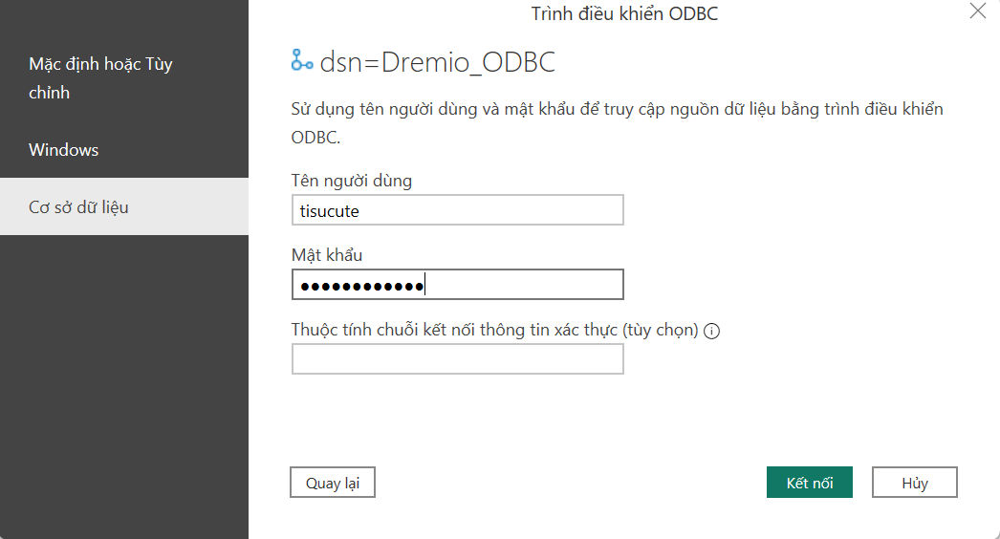 Trình điều khiển ODBC
Mặc định hoặc Tùy
chỉnh
Windows
Cơ sở dữ liệu
dsn=Dremio_ODBC
Sử dụng tên người dùng và mật khẩu để truy cập nguồn dữ liệu bằng trình điều khiển
ODBC.
Tên người dùng
tisucute
Mật khẩu
●●●●●●●●●●●●
Thuộc tính chuỗi kết nối thông tin xác thực (tùy chọn)
Quay lại
Kết nối
Hủy